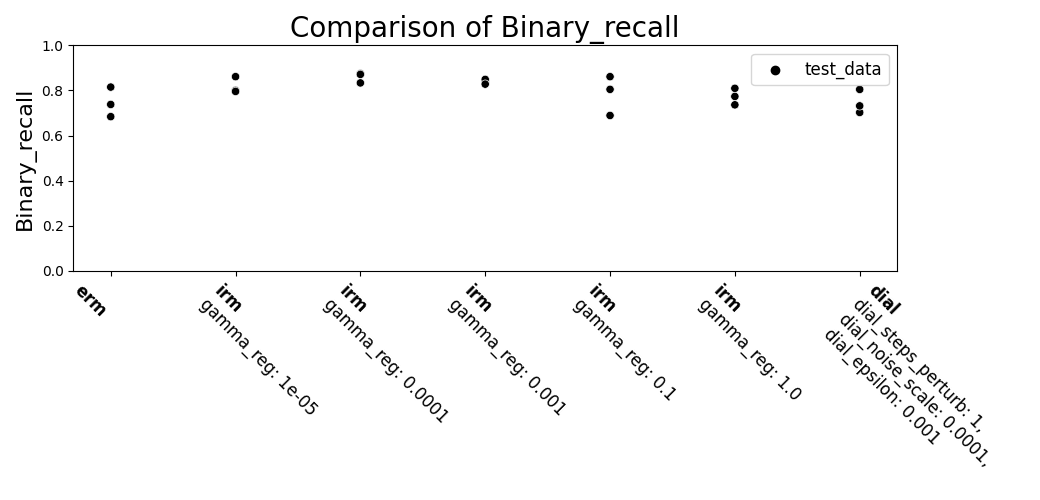 Comparison of Binary_recall
Binary_recall
1.0
0.8
0.6
0.4
0.2
0.0
test_data
erm
irm
gamma_reg: 1e-05
irm
gamma_reg: 0.0001
irm
gamma_reg: 0.001
irm
gamma_reg: 0.1
irm
gamma_reg: 1.0
dial
dial_steps_perturb: 1,
dial_noise_scale: 0.0001,
dial_epsilon: 0.001